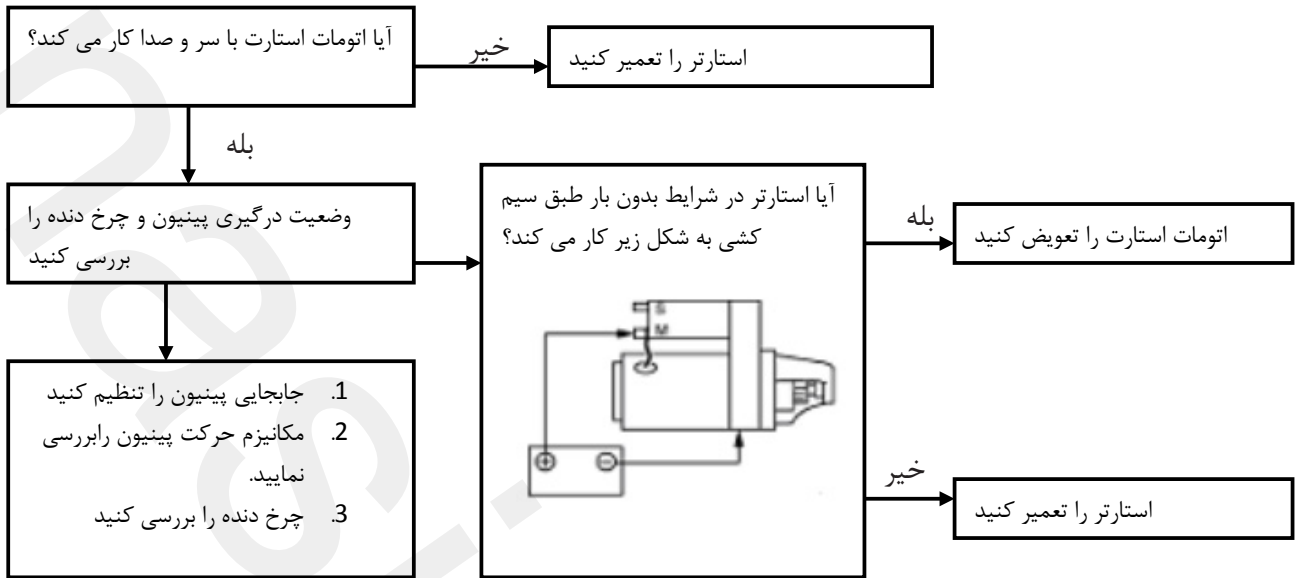 آیا اتومات استارت با سر و صدا کار می کند؟
خیر
استارتر را تعمیر کنید
بله
وضعیت درگیری پینیون و چرخ دنده را
بررسی کنید
آیا استارتر در شرایط بدون بار طبق سیم
کشی به شکل زیر کار می کند؟
S
M
بله
اتومات استارت را تعویض کنید
1. جابجایی پینیون را تنظیم کنید
2. مکانیزم حرکت پینیون رابررسی
نمایید.
3. چرخ دنده را بررسی کنید
+
−
خیر
استارتر را تعمیر کنید